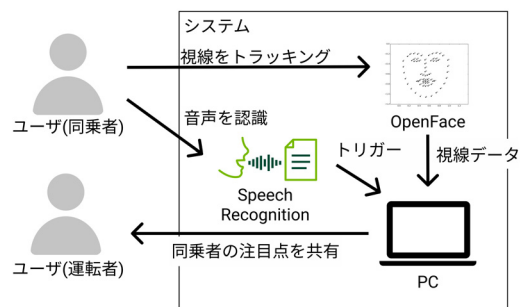 システム
視線をトラッキング
ユーザ(同乗者)
音声を認識
OpenFace
トリガー
視線データ
Speech
Recognition
同乗者の注目点を共有
ユーザ(運転者)
PC